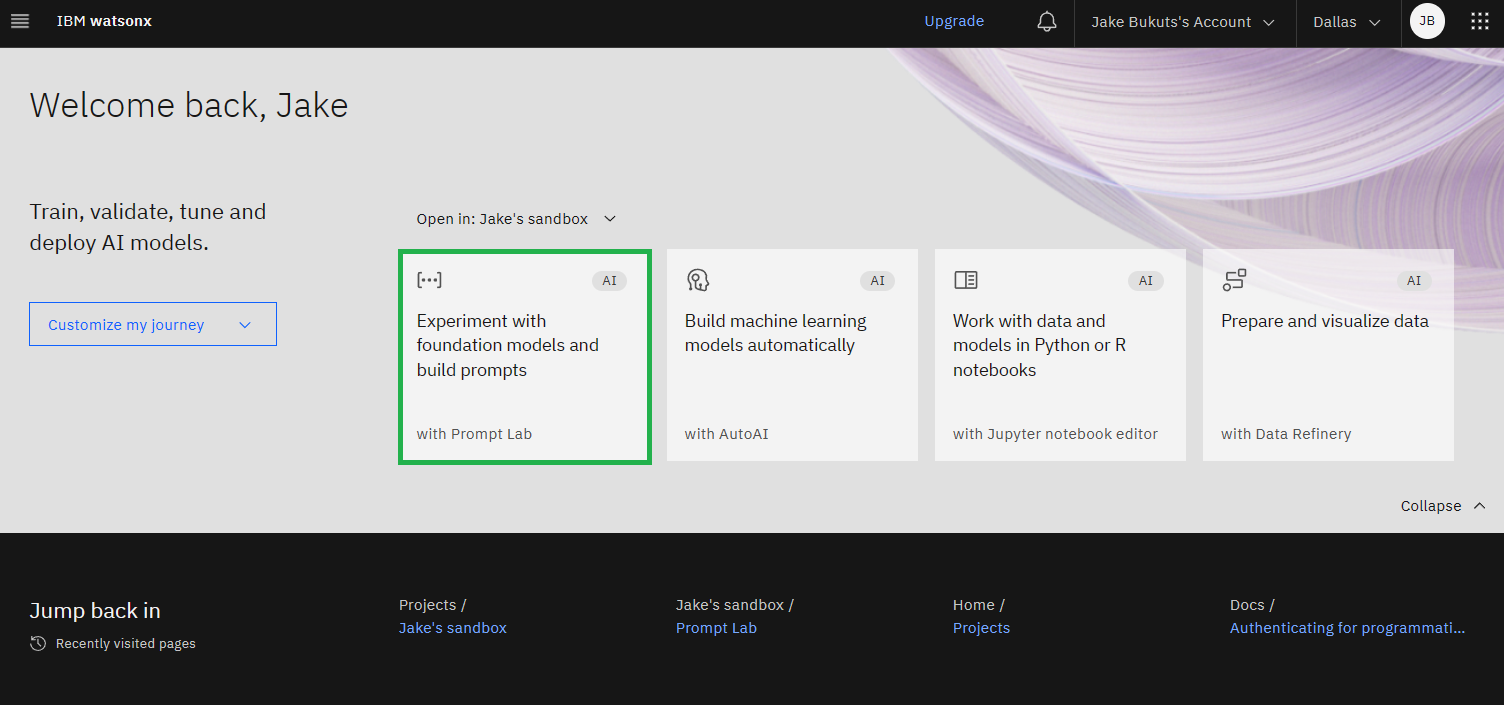 IBM watsonx
Upgrade
Jake Bukuts's Account
Dallas
JB
Welcome back, Jake
Train, validate, tune and
deploy AI models.
Customize my journey
Open in: Jake's sandbox
AI
Experiment with
foundation models and
build prompts
with Prompt Lab
AI
Build machine learning
models automatically
with AutoAI
AI
Work with data and
models in Python or R
notebooks
with Jupyter notebook editor
AI
Prepare and visualize data
with Data Refinery
Collapse
Jump back in
Recently visited pages
Projects /
Jake's sandbox
Jake's sandbox /
Prompt Lab
Home /
Projects
Docs /
Authenticating for programmati...